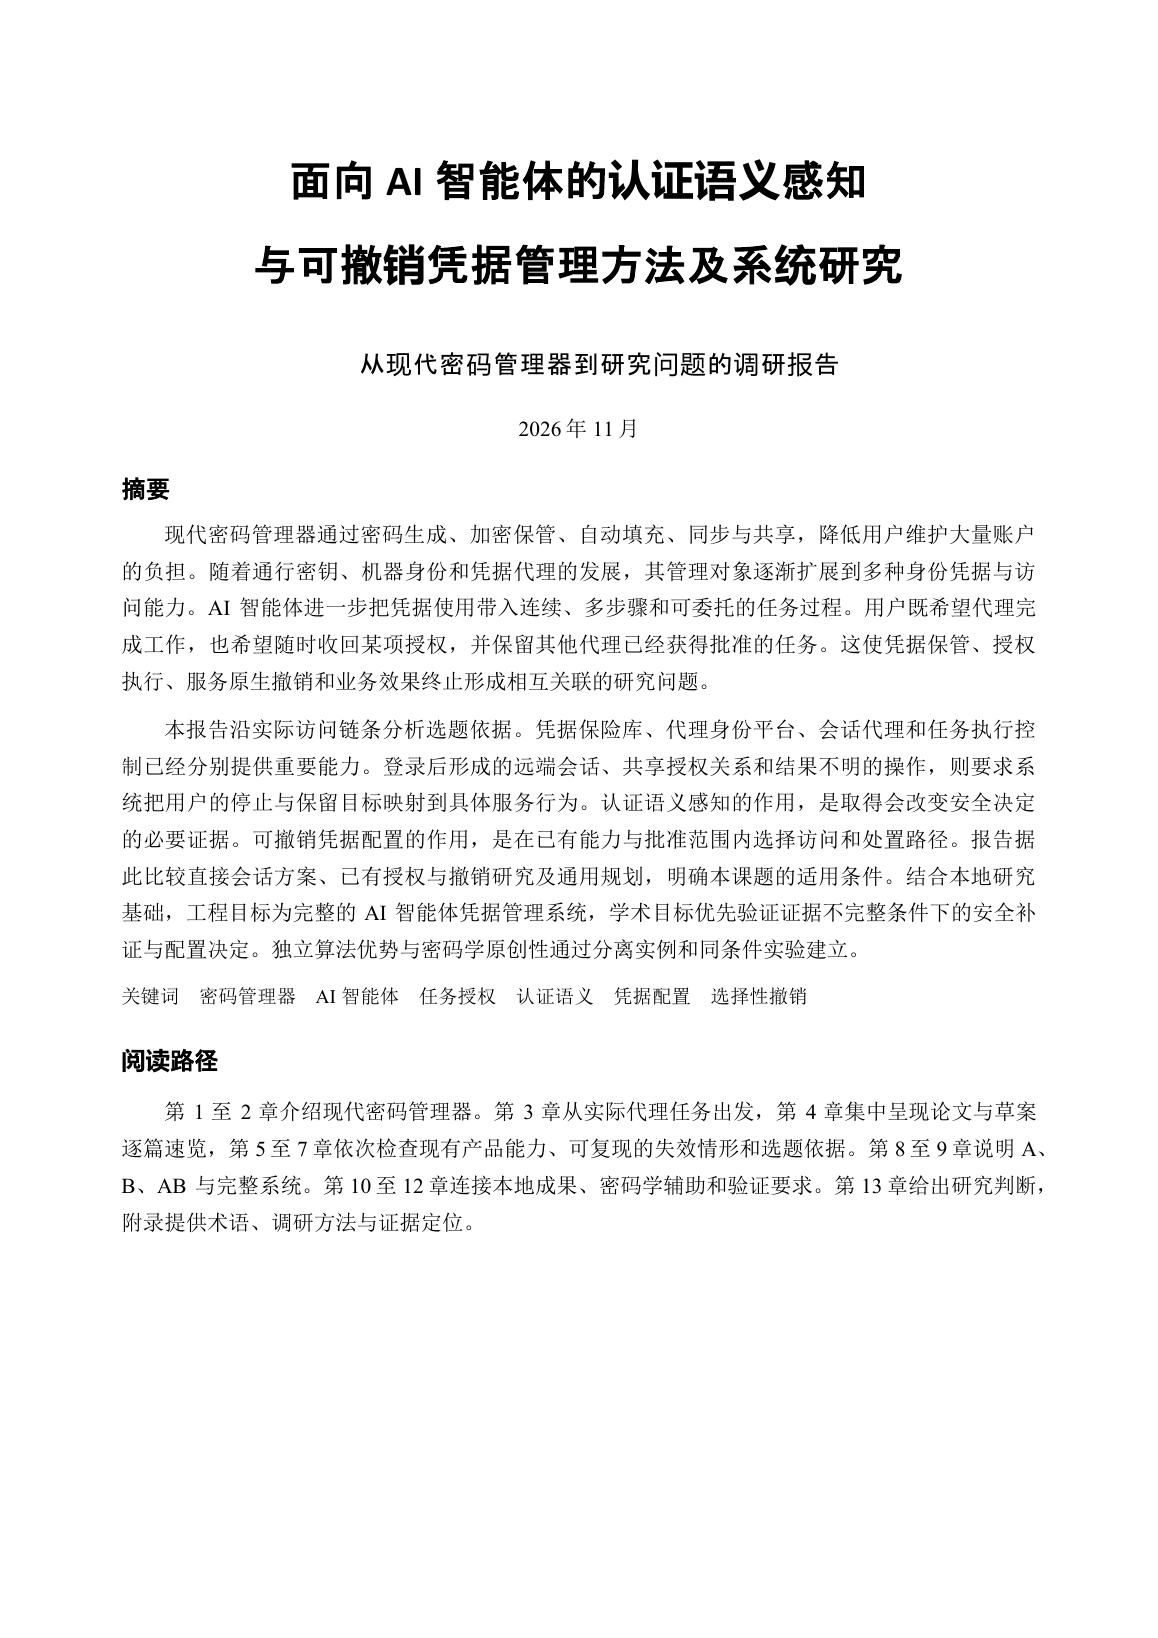 面向 AI 智能体的认证语义感知
与可撤销凭据管理方法及系统研究
从现代密码管理器到研究问题的调研报告
2026 年 11 月
摘要
现代密码管理器通过密码生成、加密保管、自动填充、同步与共享，降低用户维护大量账户
的负担。随着通行密钥、机器身份和凭据代理的发展，其管理对象逐渐扩展到多种身份凭据与访
问能力。AI 智能体进一步把凭据使用带入连续、多步骤和可委托的任务过程。用户既希望代理完
成工作，也希望随时收回某项授权，并保留其他代理已经获得批准的任务。这使凭据保管、授权
执行、服务原生撤销和业务效果终止形成相互关联的研究问题。
本报告沿实际访问链条分析选题依据。凭据保险库、代理身份平台、会话代理和任务执行控
制已经分别提供重要能力。登录后形成的远端会话、共享授权关系和结果不明的操作，则要求系
统把用户的停止与保留目标映射到具体服务行为。认证语义感知的作用，是取得会改变安全决定
的必要证据。可撤销凭据配置的作用，是在已有能力与批准范围内选择访问和处置路径。报告据
此比较直接会话方案、已有授权与撤销研究及通用规划，明确本课题的适用条件。结合本地研究
基础，工程目标为完整的 AI 智能体凭据管理系统，学术目标优先验证证据不完整条件下的安全补
证与配置决定。独立算法优势与密码学原创性通过分离实例和同条件实验建立。
关键词 密码管理器 AI 智能体 任务授权 认证语义 凭据配置 选择性撤销
阅读路径
第 1 至 2 章介绍现代密码管理器。第 3 章从实际代理任务出发，第 4 章集中呈现论文与草案
逐篇速览，第 5 至 7 章依次检查现有产品能力、可复现的失效情形和选题依据。第 8 至 9 章说明 A、
B、AB 与完整系统。第 10 至 12 章连接本地成果、密码学辅助和验证要求。第 13 章给出研究判断，
附录提供术语、调研方法与证据定位。